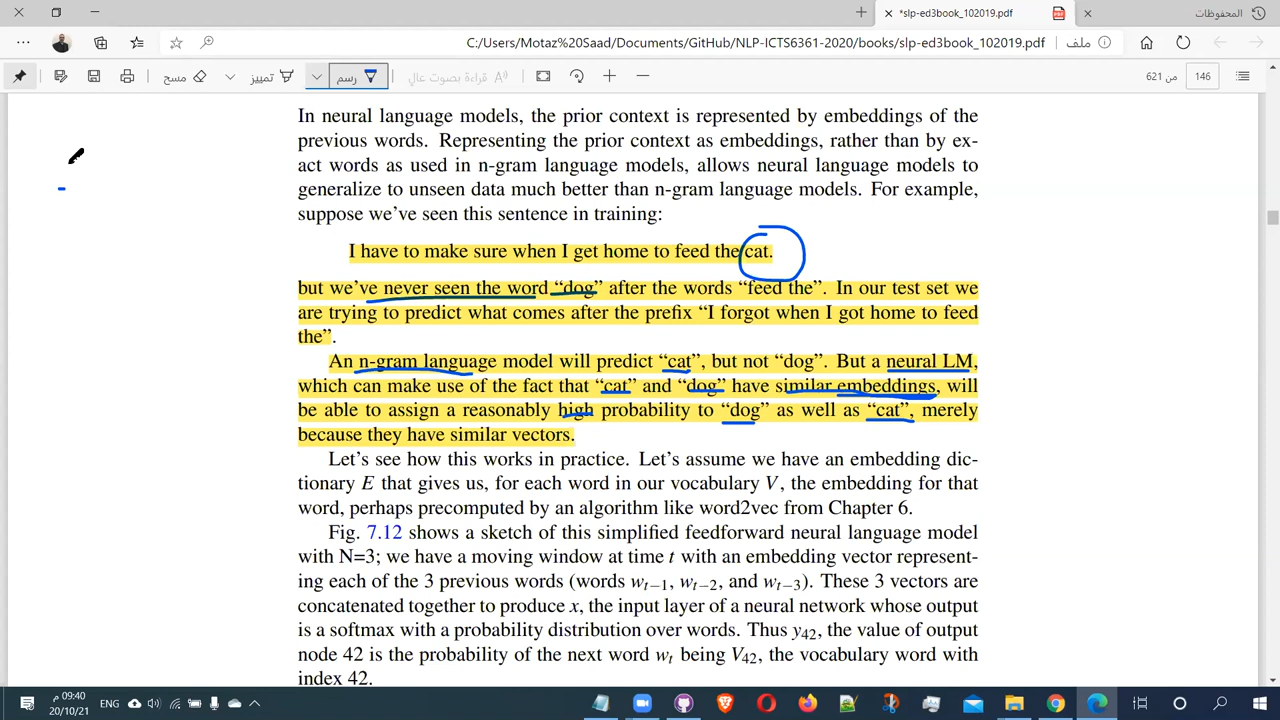 *slp-ed3book_102019.pdf
المحفوظات
C:/Users/Motaz%20Saad/Documents/GitHub/NLP-ICTS6361-2020/books/slp-ed3book_102019.pdf
ملف
مسح
تمييز
رسم
قراءة بصوت عالٍ
146
من 621
In neural language models, the prior context is represented by embeddings of the
previous words. Representing the prior context as embeddings, rather than by ex-
act words as used in n-gram language models, allows neural language models to
generalize to unseen data much better than n-gram language models. For example,
suppose we've seen this sentence in training:
I have to make sure when I get home to feed the cat.
but we've never seen the word “dog” after the words “feed the”. In our test set we
are trying to predict what comes after the prefix “I forgot when I got home to feed
the”.
An n-gram language model will predict “cat”, but not “dog”. But a neural LM,
which can make use of the fact that “cat” and “dog” have similar embeddings, will
be able to assign a reasonably high probability to “dog” as well as “cat”, merely
because they have similar vectors.
Let's see how this works in practice. Let's assume we have an embedding dic-
tionary E that gives us, for each word in our vocabulary V, the embedding for that
word, perhaps precomputed by an algorithm like word2vec from Chapter 6.
Fig. 7.12 shows a sketch of this simplified feedforward neural language model
with N=3; we have a moving window at time t with an embedding vector represent-
ing each of the 3 previous words (words wt−1, wt−2, and wt−3). These 3 vectors are
concatenated together to produce x, the input layer of a neural network whose output
is a softmax with a probability distribution over words. Thus y42, the value of output
node 42 is the probability of the next word wt being V42, the vocabulary word with
index 42.
09:40 م
20/10/21
ENG